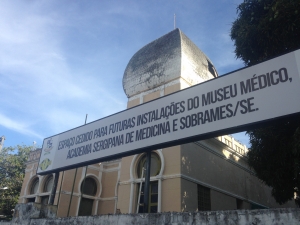 ESPAÇO CEDIDO PARA FUTURAS INSTALAÇÕES DO MUSEU MÉDICO,
ACADEMIA SERGIPANA DE MEDICINA E SOBRAMES/SE.